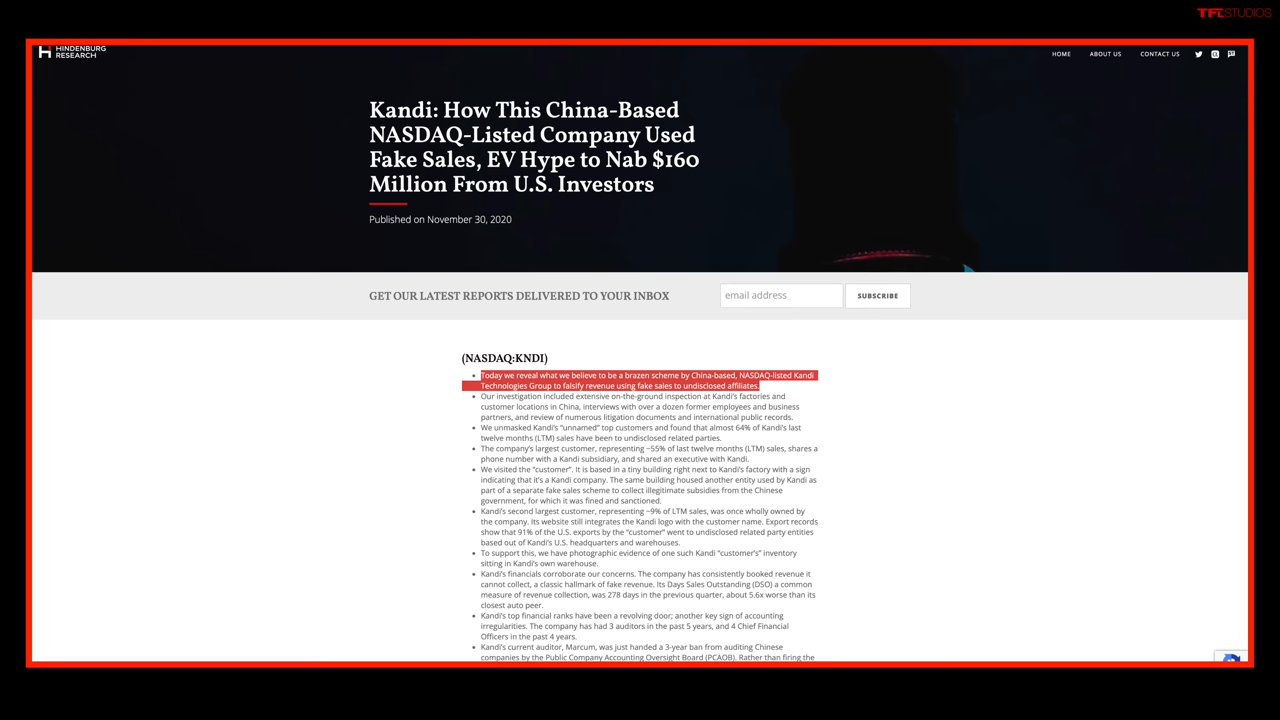 TFLSTUDIOS
HINDENBURG
RESEARCH
HOME
ABOUT US
CONTACT US
Kandi: How This China-Based
NASDAQ-Listed Company Used
Fake Sales, EV Hype to Nab $160
Million From U.S. Investors
Published on November 30, 2020
GET OUR LATEST REPORTS DELIVERED TO YOUR INBOX
email address
SUBSCRIBE
(NASDAQ:KNDI)
• Today we reveal what we believe to be a brazen scheme by China-based, NASDAQ-listed Kandi
Technologies Group to falsify revenue using fake sales to undisclosed affiliates.
• Our investigation included extensive on-the-ground inspection at Kandi's factories and
customer locations in China, interviews with over a dozen former employees and business
partners, and review of numerous litigation documents and international public records.
• We unmasked Kandi's “unnamed” top customers and found that almost 64% of Kandi's last
twelve months (LTM) sales have been to undisclosed related parties.
• The company's largest customer, representing ~55% of last twelve months (LTM) sales, shares a
phone number with a Kandi subsidiary, and shared an executive with Kandi.
• We visited the “customer”. It is based in a tiny building right next to Kandi's factory with a sign
indicating that it's a Kandi company. The same building housed another entity used by Kandi as
part of a separate fake sales scheme to collect illegitimate subsidies from the Chinese
government, for which it was fined and sanctioned.
• Kandi's second largest customer, representing ~9% of LTM sales, was once wholly owned by
the company. Its website still integrates the Kandi logo with the customer name. Export records
show that 91% of the U.S. exports by the “customer” went to undisclosed related party entities
based out of Kandi's U.S. headquarters and warehouses.
• To support this, we have photographic evidence of one such Kandi “customer's” inventory
sitting in Kandi's own warehouse.
• Kandi's financials corroborate our concerns. The company has consistently booked revenue it
cannot collect, a classic hallmark of fake revenue. Its Days Sales Outstanding (DSO) a common
measure of revenue collection, was 278 days in the previous quarter, about 5.6x worse than its
closest auto peer.
• Kandi's top financial ranks have been a revolving door; another key sign of accounting
irregularities. The company has had 3 auditors in the past 5 years, and 4 Chief Financial
Officers in the past 4 years.
• Kandi's current auditor, Marcum, was just handed a 3-year ban from auditing Chinese
companies by the Public Company Accounting Oversight Board (PCAOB). Rather than firing the